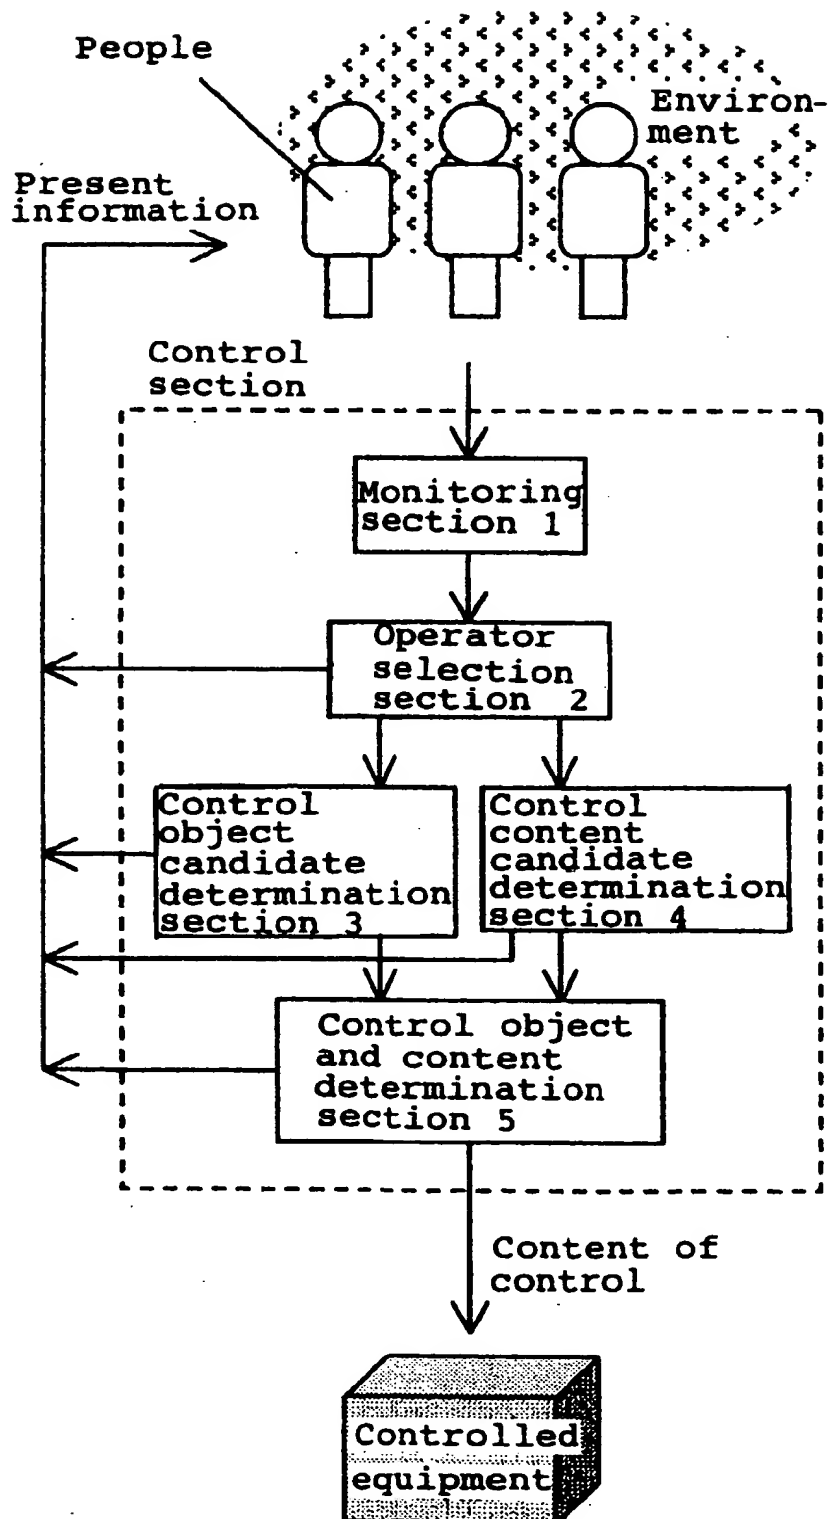 People
Environ-
ment
Present
information
Control
section
Monitoring
section 1
Operator
selection
section 2
Control
object
candidate
determination
section 3
Control
content
candidate
determination
section 4
Control object
and content
determination
section 5
Content of
control
Controlled
equipment